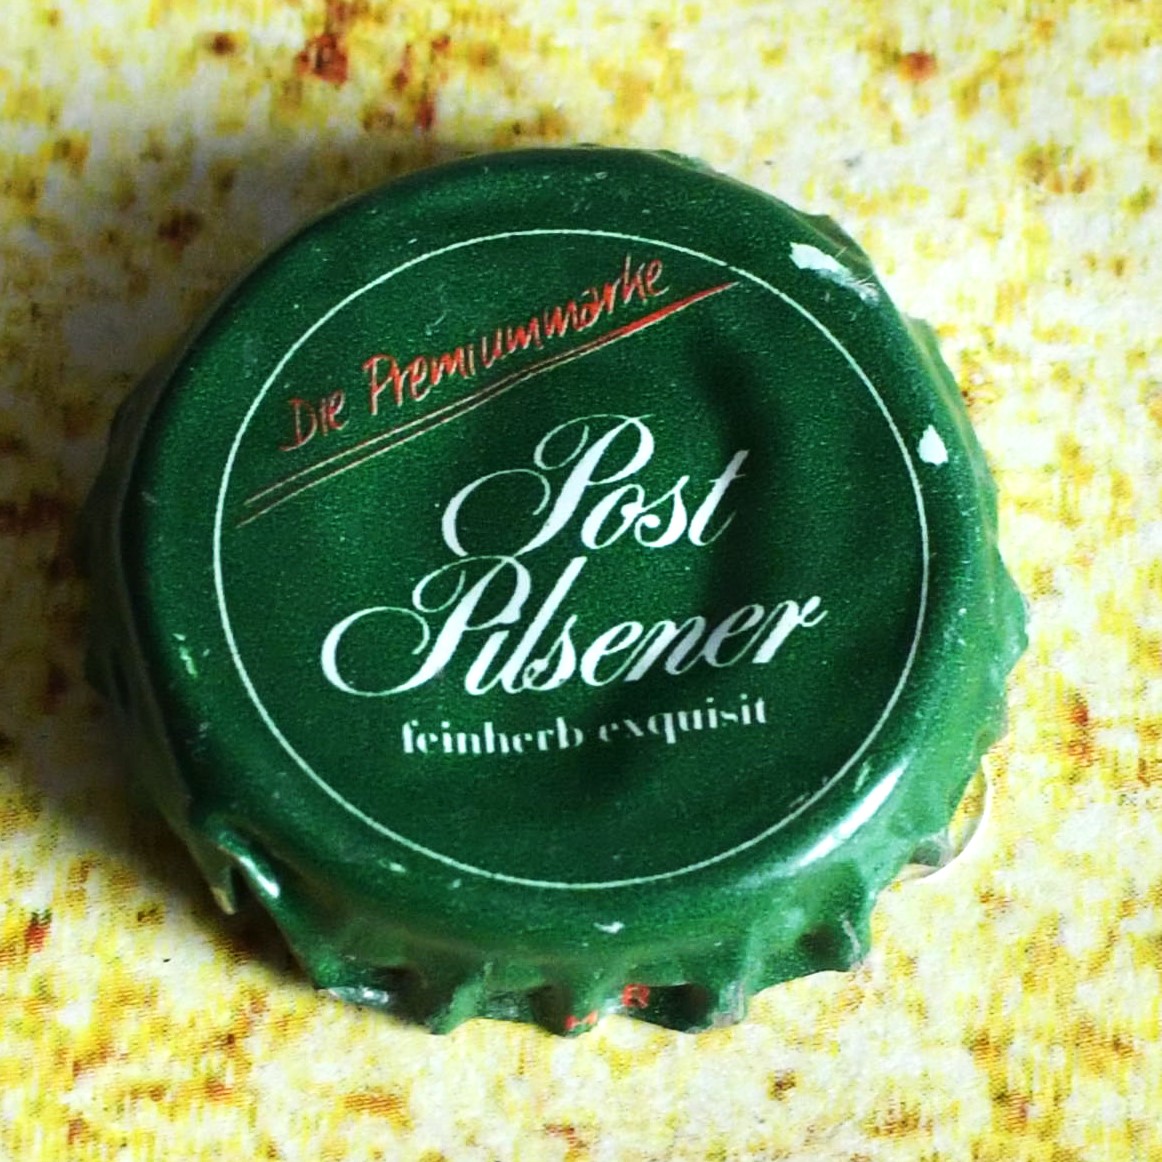 Die Premiummarke
Post
Pilsener
feinherb exquisit